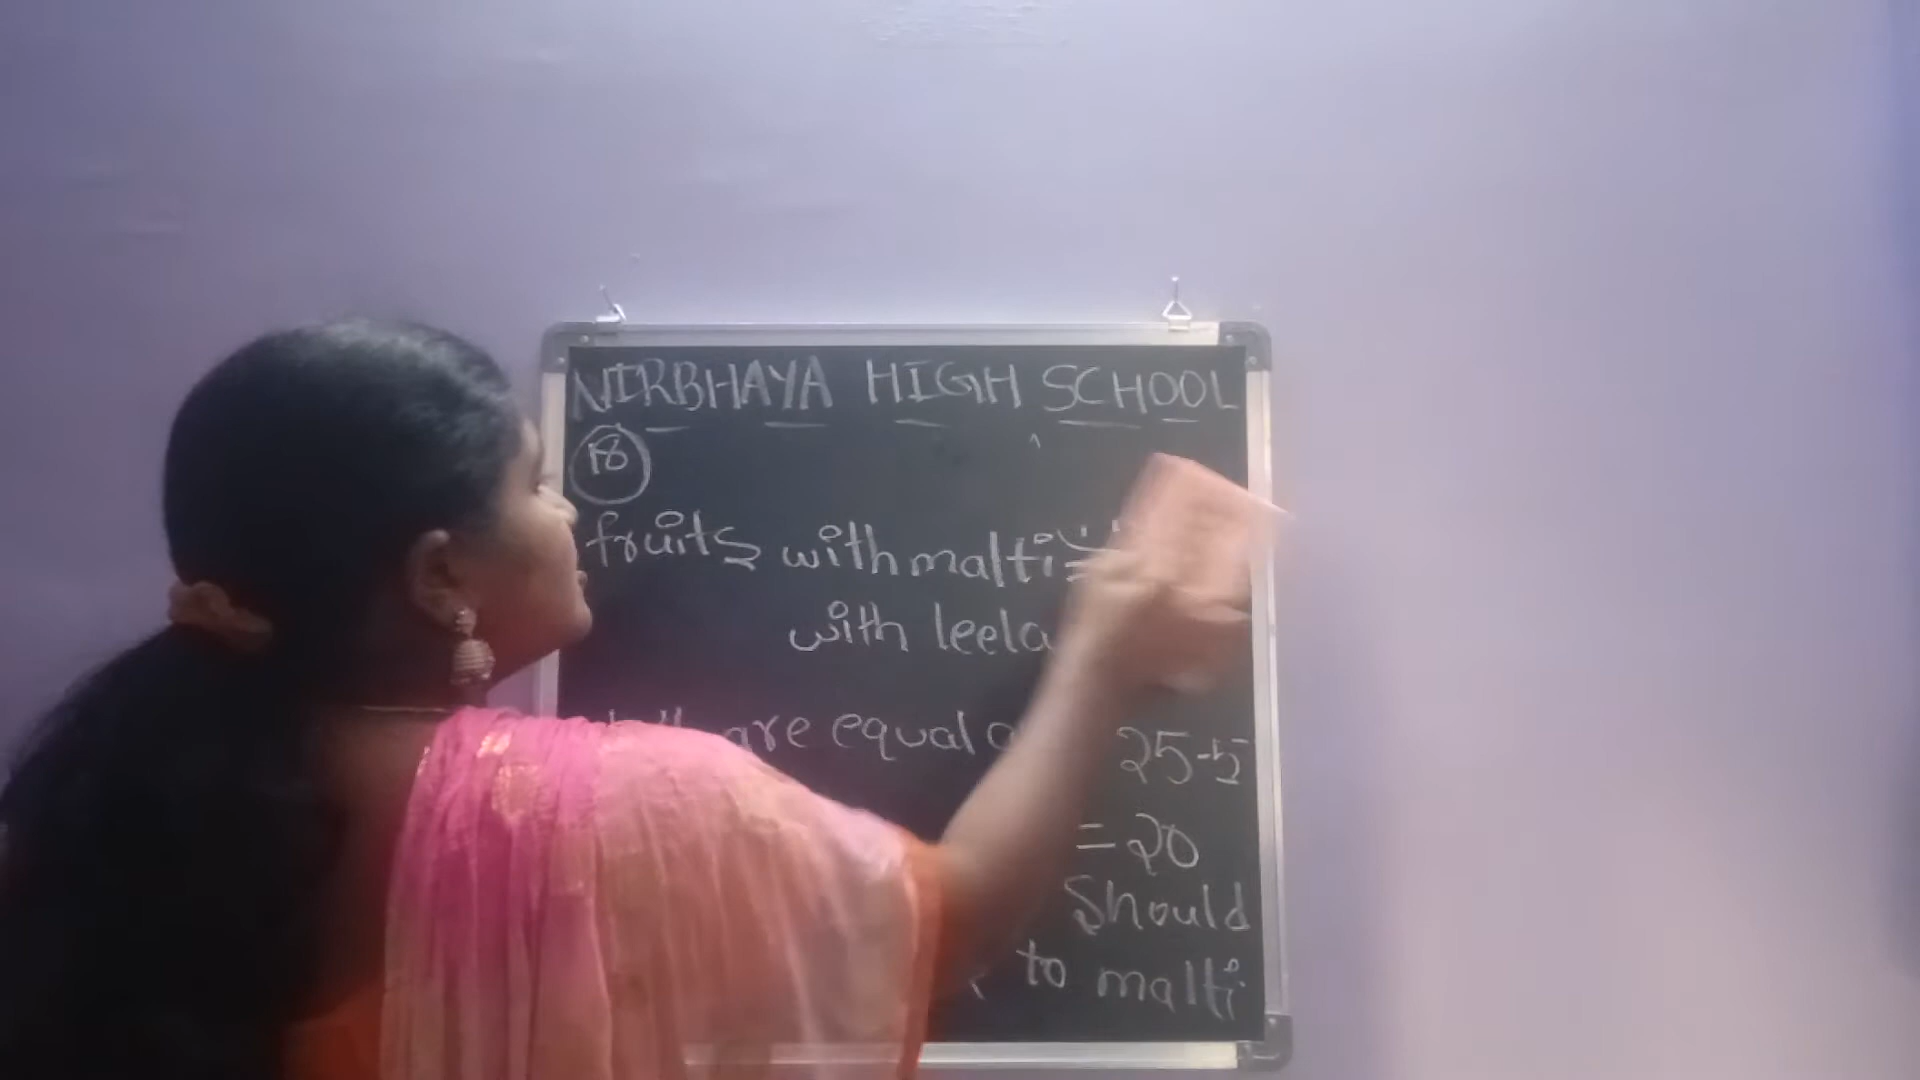 NIRBHAYA HIGH SCHOOL
18
fruits with malti =
with leela
are equal
25-5
= 20
Should
to malti